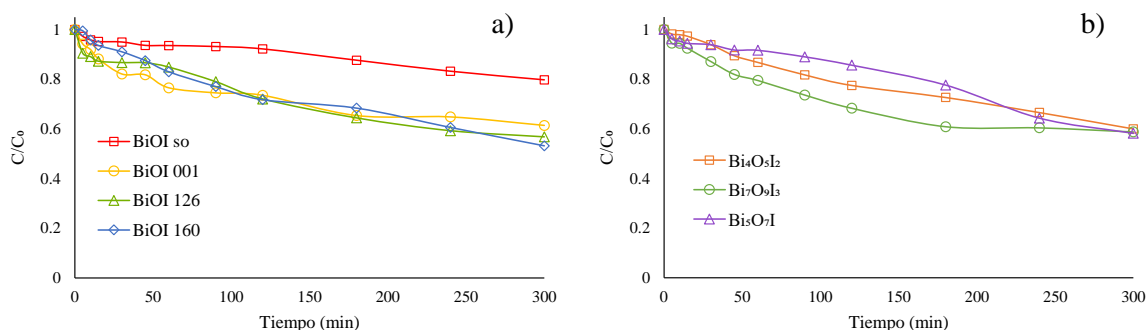 a)
1
0.8
0.6
0.4
0.2
0
C/C₀
BiOI so
BiOI 001
BiOI 126
BiOI 160
0 50 100 150 200 250 300
Tiempo (min)
b)
1
0.8
0.6
0.4
0.2
0
C/C₀
Bi₄O₅I₂
Bi₇O₉I₃
Bi₅O₇I
0 50 100 150 200 250 300
Tiempo (min)